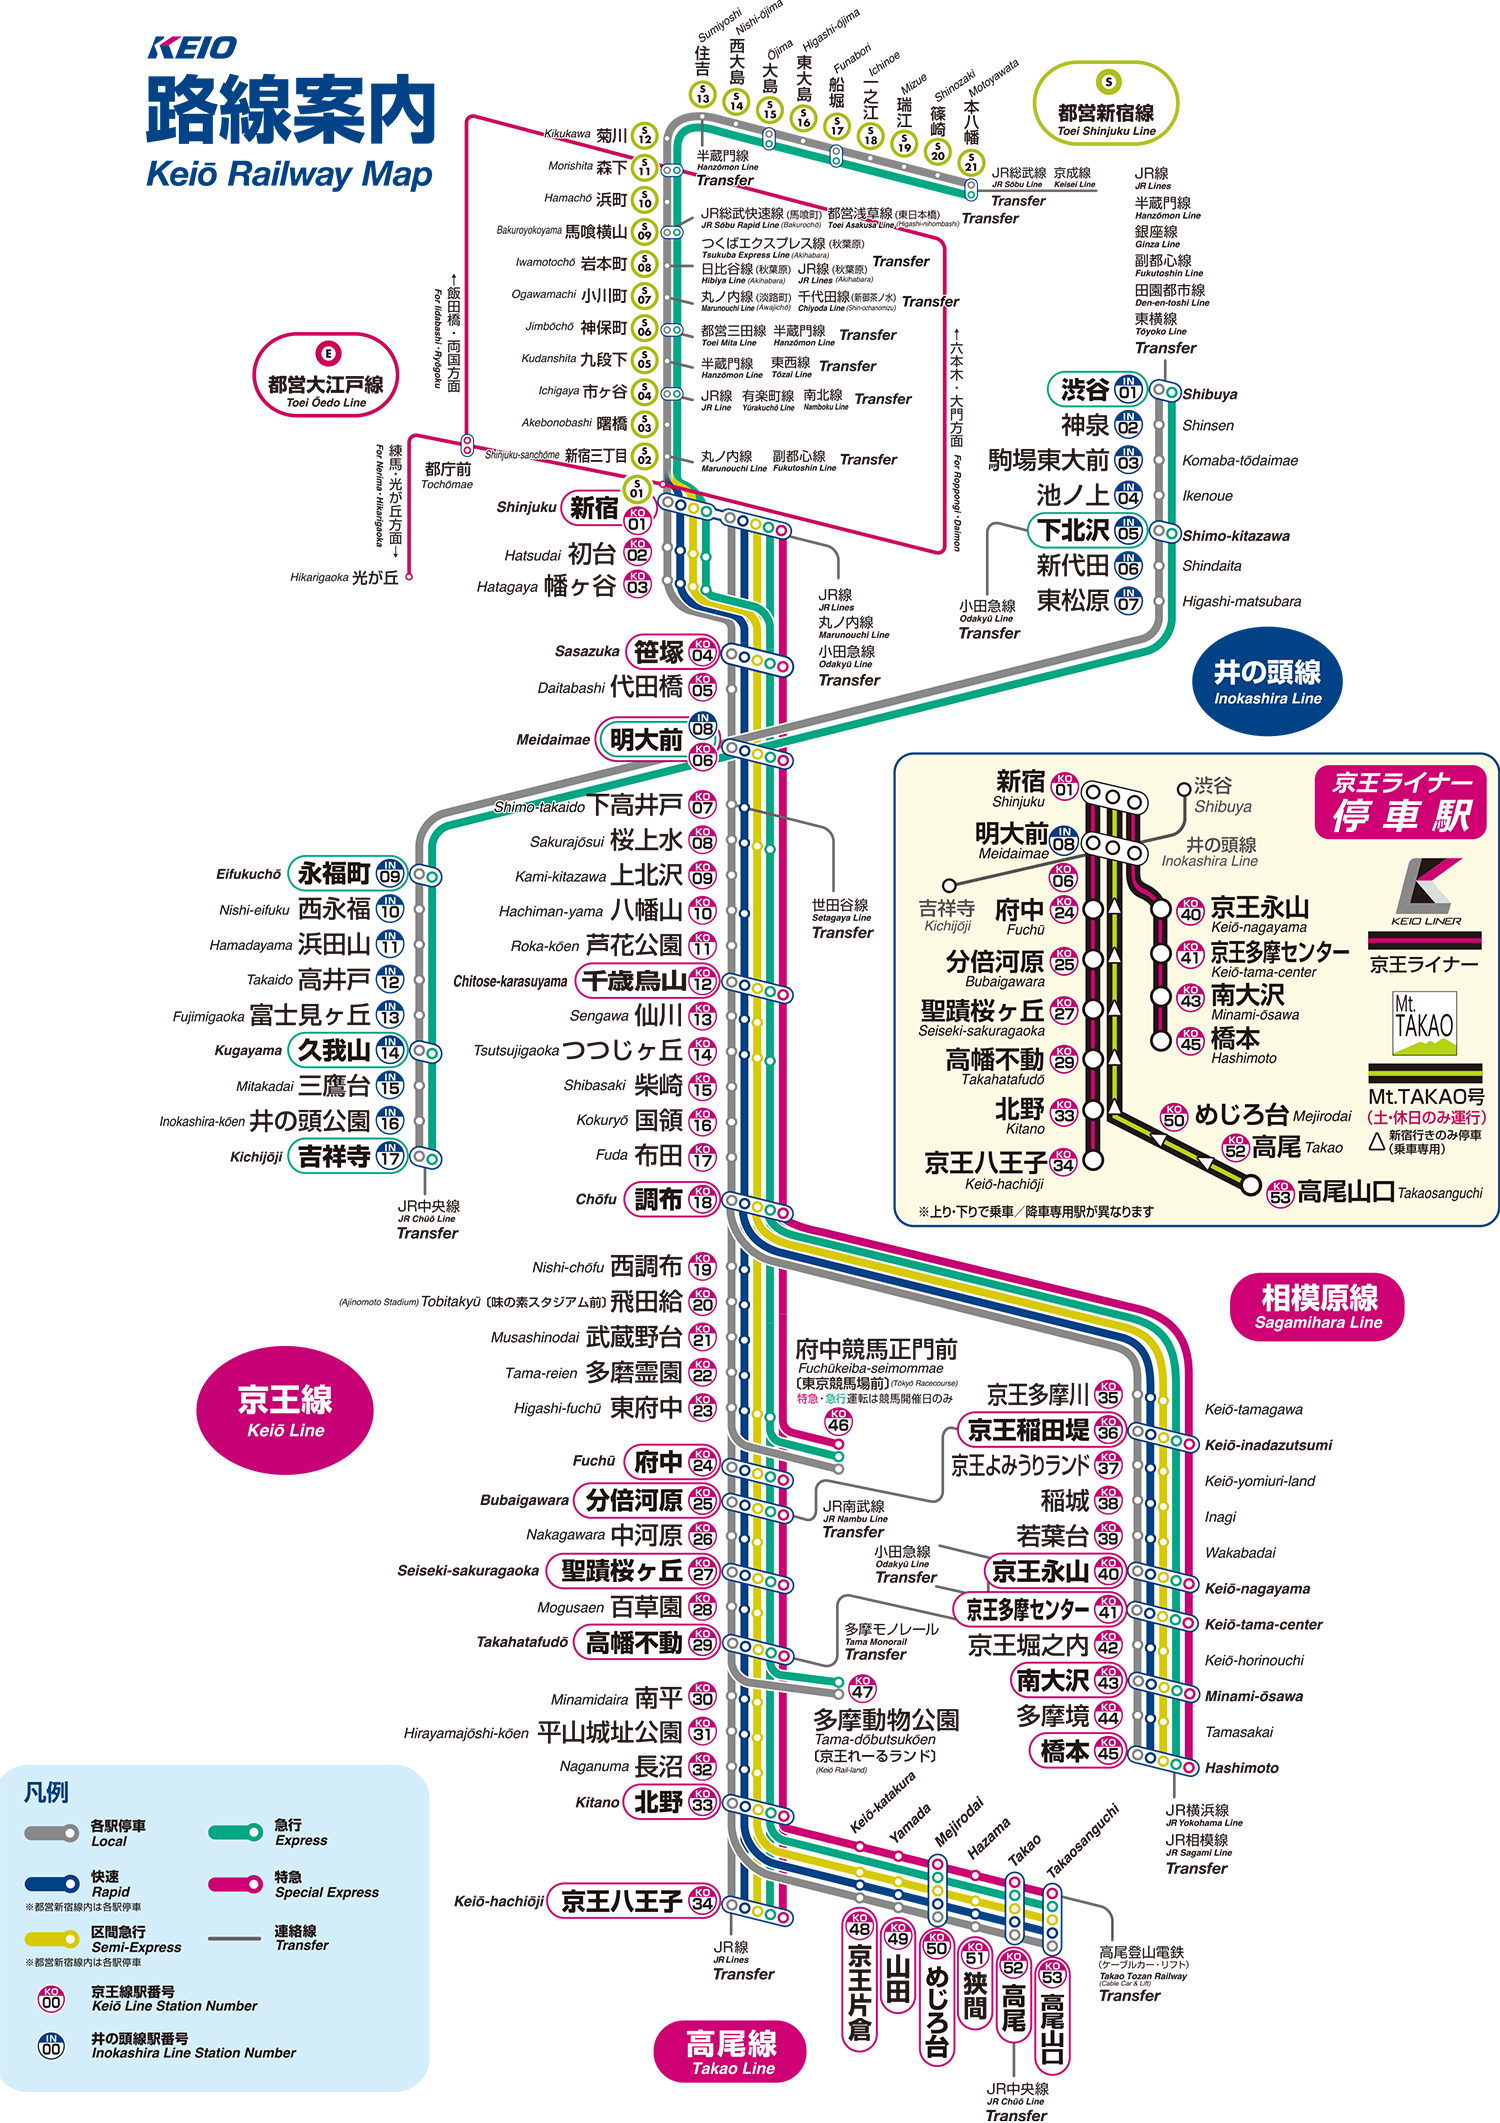 KEIO
路線案内
Keiō Railway Map
Sumiyoshi
住吉
S
13
Nishi-ōjima
西大島
S
14
Ōjima
大島
S
15
Higashi-ōjima
東大島
S
16
Funabori
船堀
S
17
Ichinoe
一之江
S
18
Mizue
瑞江
S
19
Shinozaki
篠崎
S
20
Motoyawata
本八幡
S
21
S
都営新宿線
Toei Shinjuku Line
Kikukawa 菊川 S 12
Morishita 森下 S 11
Hamachō 浜町 S 10
Bakuroyokoyama 馬喰横山 S 09
Iwamotochō 岩本町 S 08
Ogawamachi 小川町 S 07
Jimbōchō 神保町 S 06
Kudanshita 九段下 S 05
Ichigaya 市ヶ谷 S 04
Akebonobashi 曙橋 S 03
Shinjuku-sanchōme 新宿三丁目 S 02
半蔵門線
Hanzōmon Line
Transfer
JR総武線 京成線
JR Sōbu Line Keisei Line
Transfer
Transfer
JR総武快速線(馬喰町) 都営浅草線(東日本橋)
JR Sōbu Rapid Line (Bakurochō) Toei Asakusa Line (Higashi-nihombashi)
つくばエクスプレス線(秋葉原)
Tsukuba Express Line (Akihabara)
Transfer
日比谷線(秋葉原) JR線(秋葉原)
Hibiya Line (Akihabara) JR Lines (Akihabara)
丸ノ内線(淡路町) 千代田線(新御茶ノ水) Transfer
Marunouchi Line (Awajichō) Chiyoda Line (Shin-ochanomizu)
都営三田線 半蔵門線 Transfer
Toei Mita Line Hanzōmon Line
半蔵門線 東西線 Transfer
Hanzōmon Line Tōzai Line
JR線 有楽町線 南北線 Transfer
JR Line Yūrakuchō Line Namboku Line
丸ノ内線 副都心線 Transfer
Marunouchi Line Fukutoshin Line
←飯田橋・両国方面
For Iidabashi・Ryōgoku
←六本木・大門方面
For Roppongi・Daimon
練馬・光が丘方面→
For Nerima・Hikarigaoka
E
都営大江戸線
Toei Ōedo Line
都庁前
Tochōmae
Hikarigaoka 光が丘
Shinjuku 新宿 S 01 KO 01
Hatsudai 初台 KO 02
Hatagaya 幡ヶ谷 KO 03
JR線
JR Lines
丸ノ内線
Marunouchi Line
小田急線
Odakyū Line
Transfer
Sasazuka 笹塚 KO 04
Daitabashi 代田橋 KO 05
Meidaimae 明大前 IN 08 KO 06
Shimo-takaido 下高井戸 KO 07
Sakurajōsui 桜上水 KO 08
Kami-kitazawa 上北沢 KO 09
Hachiman-yama 八幡山 KO 10
Roka-kōen 芦花公園 KO 11
Chitose-karasuyama 千歳烏山 KO 12
Sengawa 仙川 KO 13
Tsutsujigaoka つつじヶ丘 KO 14
Shibasaki 柴崎 KO 15
Kokuryō 国領 KO 16
Fuda 布田 KO 17
Chōfu 調布 KO 18
世田谷線
Setagaya Line
Transfer
JR線
JR Lines
半蔵門線
Hanzōmon Line
銀座線
Ginza Line
副都心線
Fukutoshin Line
田園都市線
Den-en-toshi Line
東横線
Tōyoko Line
Transfer
渋谷 IN 01 Shibuya
神泉 IN 02 Shinsen
駒場東大前 IN 03 Komaba-tōdaimae
池ノ上 IN 04 Ikenoue
下北沢 IN 05 Shimo-kitazawa
新代田 IN 06 Shindaita
東松原 IN 07 Higashi-matsubara
小田急線
Odakyū Line
Transfer
井の頭線
Inokashira Line
Eifukuchō 永福町 IN 09
Nishi-eifuku 西永福 IN 10
Hamadayama 浜田山 IN 11
Takaido 高井戸 IN 12
Fujimigaoka 富士見ヶ丘 IN 13
Kugayama 久我山 IN 14
Mitakadai 三鷹台 IN 15
Inokashira-kōen 井の頭公園 IN 16
Kichijōji 吉祥寺 IN 17
JR中央線
JR Chūō Line
Transfer
京王ライナー
停車駅
新宿 KO 01
Shinjuku
明大前 IN 08
Meidaimae
KO 06
渋谷
Shibuya
井の頭線
Inokashira Line
吉祥寺
Kichijōji
府中 KO 24
Fuchū
分倍河原 KO 25
Bubaigawara
聖蹟桜ヶ丘 KO 27
Seiseki-sakuragaoka
高幡不動 KO 29
Takahatafudō
北野 KO 33
Kitano
京王八王子 KO 34
Keiō-hachiōji
KO 40 京王永山
Keiō-nagayama
KO 41 京王多摩センター
Keiō-tama-center
KO 43 南大沢
Minami-ōsawa
KO 45 橋本
Hashimoto
KO 50 めじろ台 Mejirodai
KO 52 高尾 Takao
KO 53 高尾山口 Takaosanguchi
KEIO LINER
京王ライナー
Mt.
TAKAO
Mt.TAKAO号
(土・休日のみ運行)
△ 新宿行きのみ停車
(乗車専用)
※上り・下りで乗車／降車専用駅が異なります
Nishi-chōfu 西調布 KO 19
(Ajinomoto Stadium) Tobitakyū〔味の素スタジアム前〕飛田給 KO 20
Musashinodai 武蔵野台 KO 21
Tama-reien 多磨霊園 KO 22
Higashi-fuchū 東府中 KO 23
Fuchū 府中 KO 24
Bubaigawara 分倍河原 KO 25
Nakagawara 中河原 KO 26
Seiseki-sakuragaoka 聖蹟桜ヶ丘 KO 27
Mogusaen 百草園 KO 28
Takahatafudō 高幡不動 KO 29
Minamidaira 南平 KO 30
Hirayamajōshi-kōen 平山城址公園 KO 31
Naganuma 長沼 KO 32
Kitano 北野 KO 33
Keiō-hachiōji 京王八王子 KO 34
JR線
JR Lines
Transfer
京王線
Keiō Line
府中競馬正門前
Fuchūkeiba-seimommae
〔東京競馬場前〕(Tōkyō Racecourse)
特急・急行運転は競馬開催日のみ
KO 46
JR南武線
JR Nambu Line
Transfer
小田急線
Odakyū Line
Transfer
多摩モノレール
Tama Monorail
Transfer
KO 47
多摩動物公園
Tama-dōbutsukōen
〔京王れーるランド〕
(Keiō Rail-land)
相模原線
Sagamihara Line
京王多摩川 KO 35 Keiō-tamagawa
京王稲田堤 KO 36 Keiō-inadazutsumi
京王よみうりランド KO 37 Keiō-yomiuri-land
稲城 KO 38 Inagi
若葉台 KO 39 Wakabadai
京王永山 KO 40 Keiō-nagayama
京王多摩センター KO 41 Keiō-tama-center
京王堀之内 KO 42 Keiō-horinouchi
南大沢 KO 43 Minami-ōsawa
多摩境 KO 44 Tamasakai
橋本 KO 45 Hashimoto
JR横浜線
JR Yokohama Line
JR相模線
JR Sagami Line
Transfer
Keiō-katakura
KO 48 京王片倉
Yamada
KO 49 山田
Mejirodai
KO 50 めじろ台
Hazama
KO 51 狭間
Takao
KO 52 高尾
Takaosanguchi
KO 53 高尾山口
高尾登山電鉄
(ケーブルカー・リフト)
Takao Tozan Railway
(Cable Car & Lift)
Transfer
JR中央線
JR Chūō Line
Transfer
高尾線
Takao Line
凡例
各駅停車
Local
急行
Express
快速
Rapid
※都営新宿線内は各駅停車
特急
Special Express
区間急行
Semi-Express
※都営新宿線内は各駅停車
連絡線
Transfer
KO 00 京王線駅番号
Keiō Line Station Number
IN 00 井の頭線駅番号
Inokashira Line Station Number